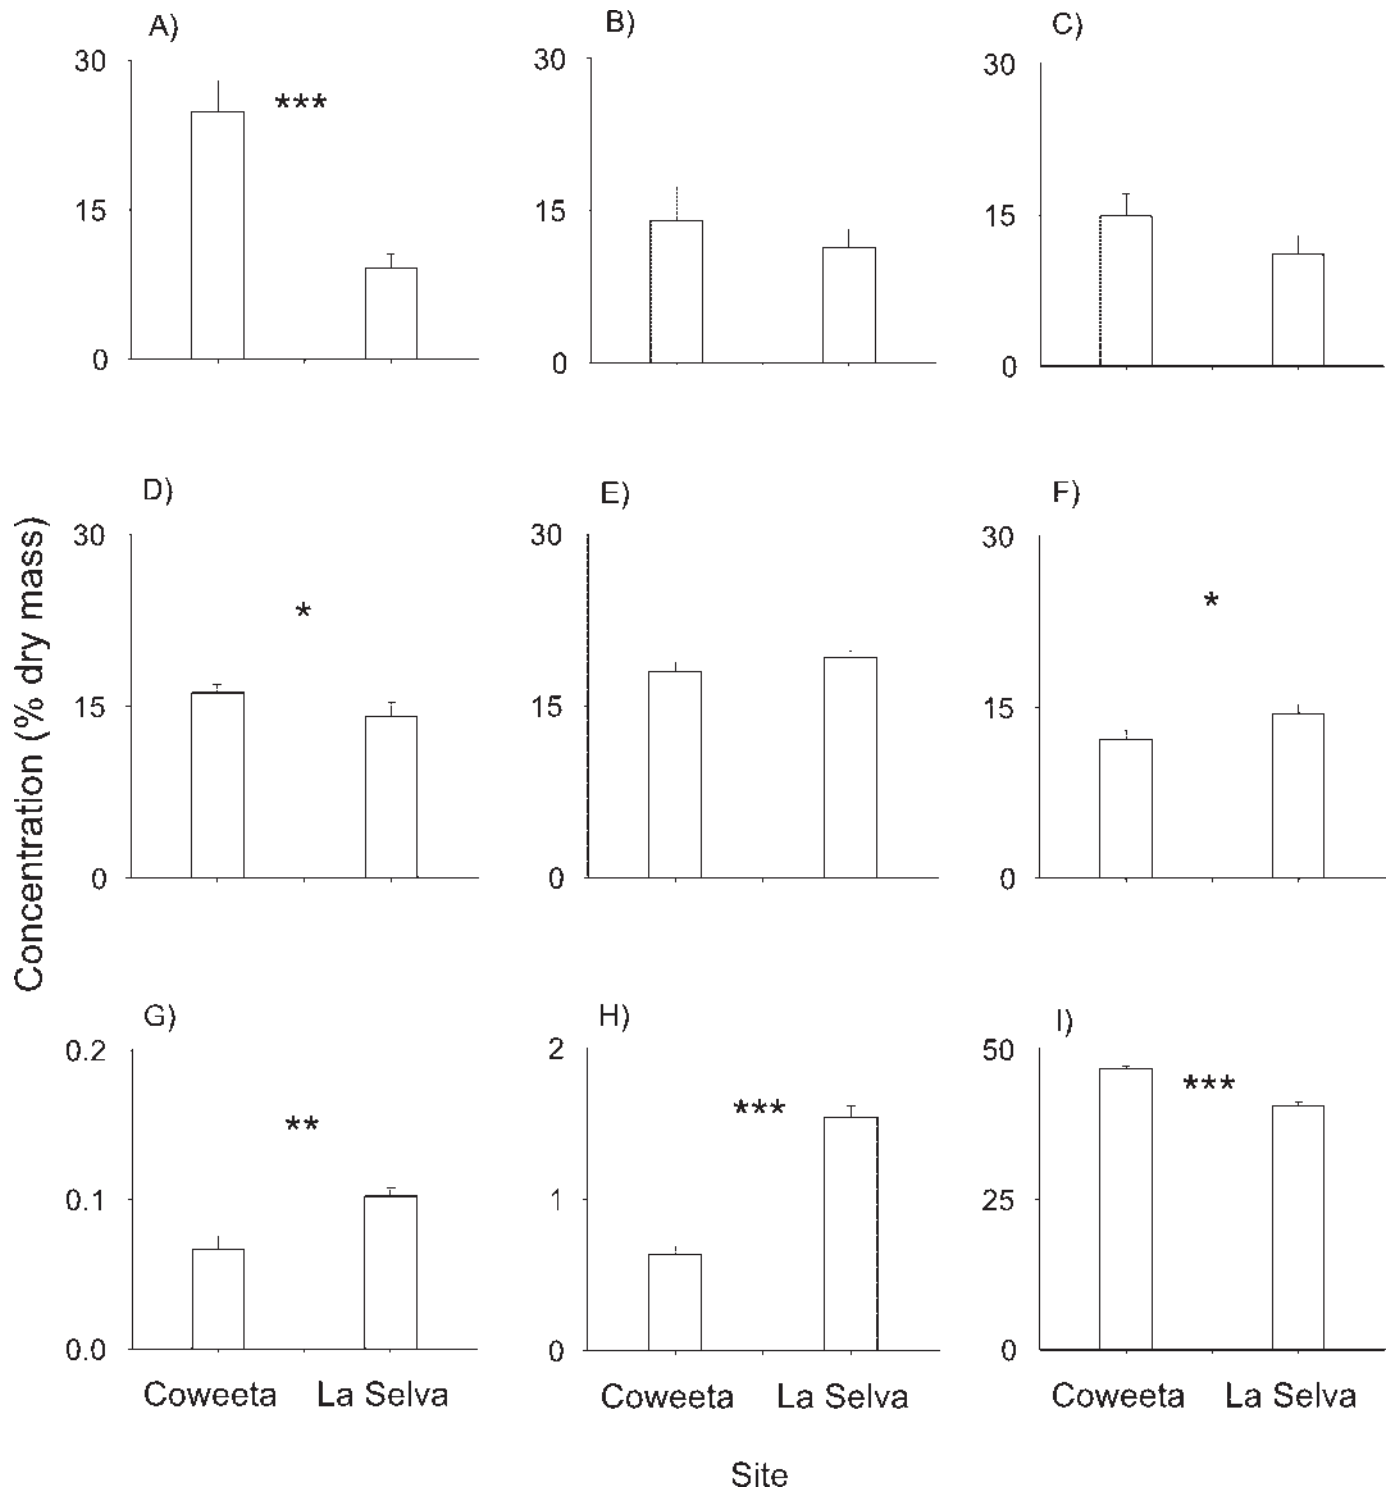 A)
B)
C)
30
30
30
***
15
15
15
0
0
0
D)
E)
F)
30
30
30
*
*
15
15
15
0
0
0
Concentration (% dry mass)
G)
H)
I)
0.2
2
50
***
***
**
0.1
1
25
0.0
0
0
Coweeta La Selva
Coweeta La Selva
Coweeta La Selva
Site